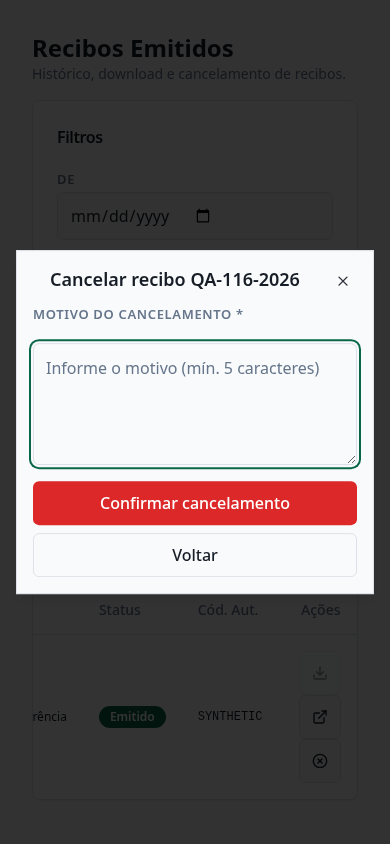 Recibos Emitidos
Histórico, download e cancelamento de recibos.
Filtros
DE
mm/dd/yyyy
Cancelar recibo QA-116-2026
MOTIVO DO CANCELAMENTO *
Informe o motivo (mín. 5 caracteres)
Confirmar cancelamento
Voltar
Status Cód. Aut. Ações
rência Emitido SYNTHETIC